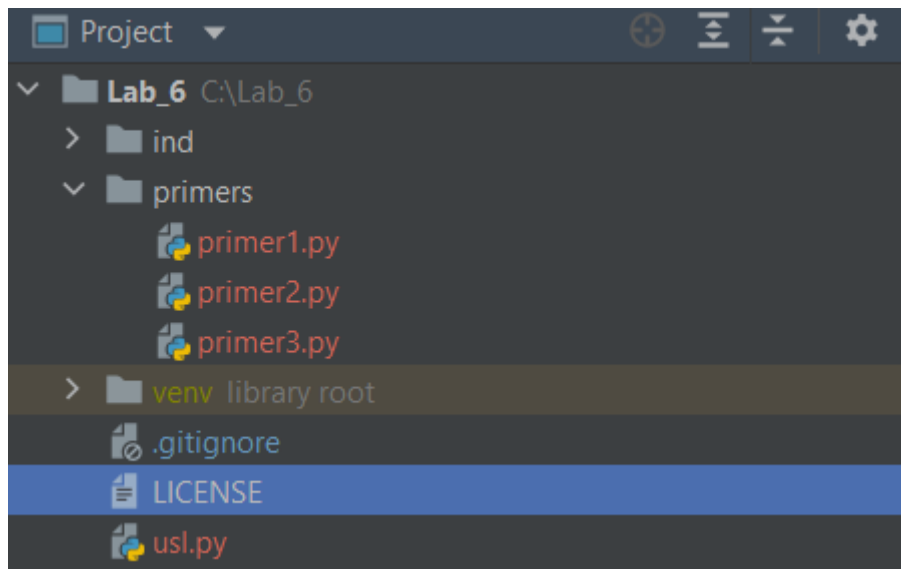 Project
Lab_6 C:\Lab_6
ind
primers
primer1.py
primer2.py
primer3.py
venv library root
.gitignore
LICENSE
usl.py